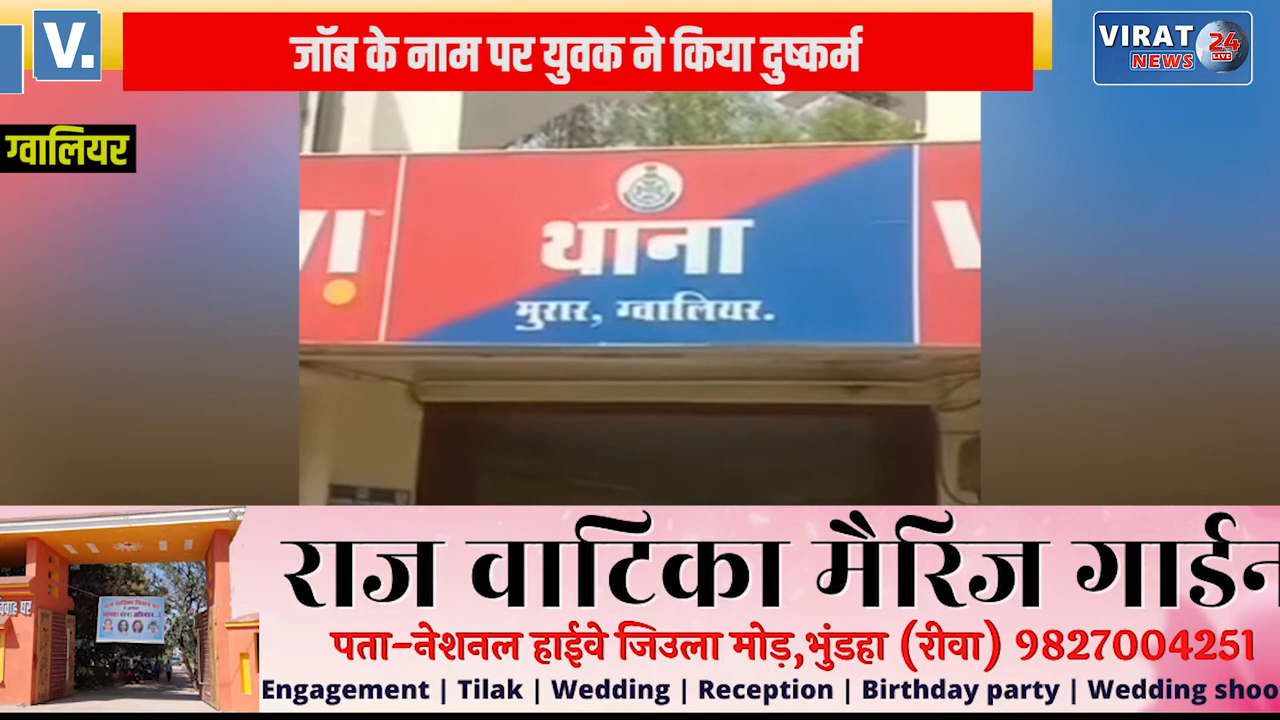 V.
जॉब के नाम पर युवक ने किया दुष्कर्म
VIRAT
NEWS
24
LIVE
ग्वालियर
थाना
मुरार, ग्वालियर.
राज वाटिका मैरिज गार्डन
पता-नेशनल हाईवे जिउला मोड़,भुंडहा (रीवा) 9827004251
Engagement | Tilak | Wedding | Reception | Birthday party | Wedding shoo